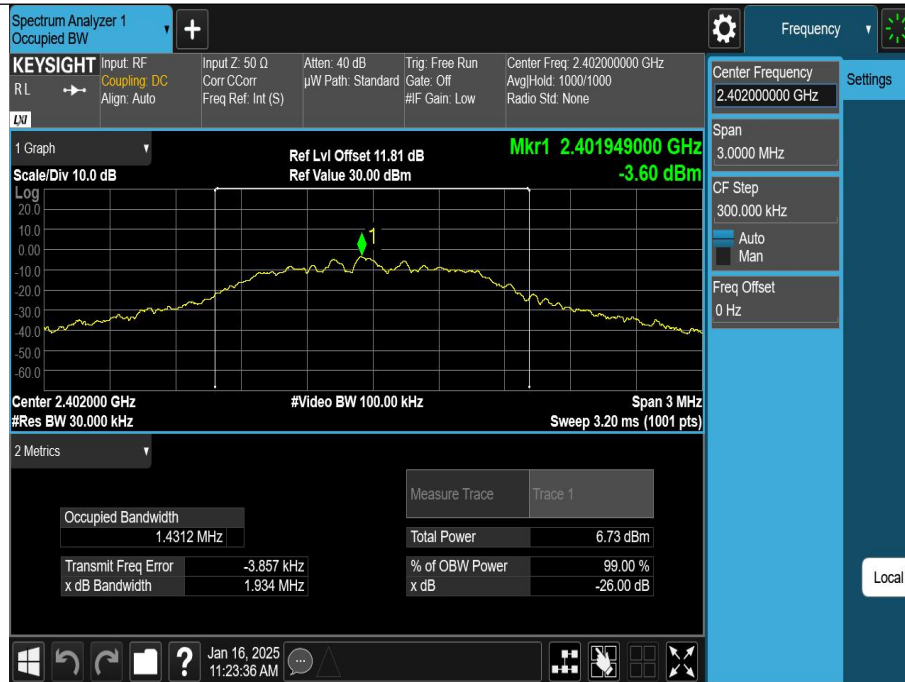 Spectrum Analyzer 1
Occupied BW
Frequency
KEYSIGHT
RL
LXI
Input: RF
Coupling: DC
Align: Auto
Input Z: 50 Ω
Corr CCorr
Freq Ref: Int (S)
Atten: 40 dB
µW Path: Standard
Trig: Free Run
Gate: Off
#IF Gain: Low
Center Freq: 2.402000000 GHz
Avg|Hold: 1000/1000
Radio Std: None
Center Frequency
2.402000000 GHz
Settings
Span
3.0000 MHz
CF Step
300.000 kHz
Auto
Man
Freq Offset
0 Hz
Local
1 Graph
Scale/Div 10.0 dB
Ref Lvl Offset 11.81 dB
Ref Value 30.00 dBm
Mkr1 2.401949000 GHz
-3.60 dBm
Log
20.0
10.0
0.00
-10.0
-20.0
-30.0
-40.0
-50.0
-60.0
1
Center 2.402000 GHz
#Video BW 100.00 kHz
Span 3 MHz
#Res BW 30.000 kHz
Sweep 3.20 ms (1001 pts)
2 Metrics
Measure Trace
Trace 1
Occupied Bandwidth
1.4312 MHz
Total Power
6.73 dBm
Transmit Freq Error
-3.857 kHz
% of OBW Power
99.00 %
x dB Bandwidth
1.934 MHz
x dB
-26.00 dB
?
Jan 16, 2025
11:23:36 AM